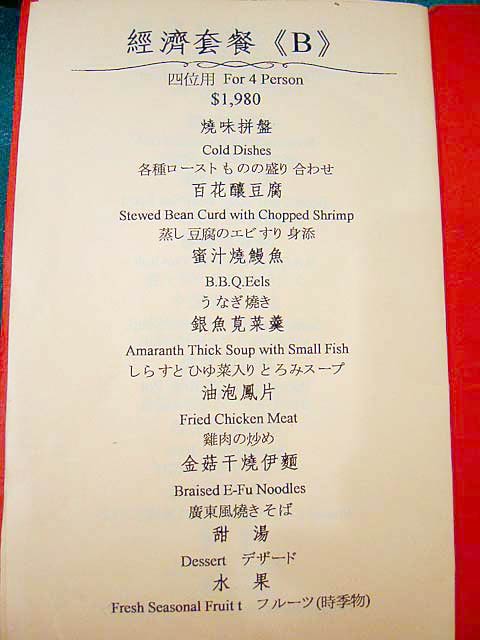 經濟套餐《B》
四位用 For 4 Person
$1,980
燒味拼盤
Cold Dishes
各種ローストものの盛り合わせ
百花釀豆腐
Stewed Bean Curd with Chopped Shrimp
蒸し豆腐のエビすり身添
蜜汁燒鰻魚
B.B.Q.Eels
うなぎ燒き
銀魚莧菜羹
Amaranth Thick Soup with Small Fish
しらすとひゆ菜入りとろみスープ
油泡鳳片
Fried Chicken Meat
雞肉の炒め
金菇干燒伊麵
Braised E-Fu Noodles
廣東風燒きそば
甜 湯
Dessert デザード
水 果
Fresh Seasonal Fruit t フルーツ(時季物)